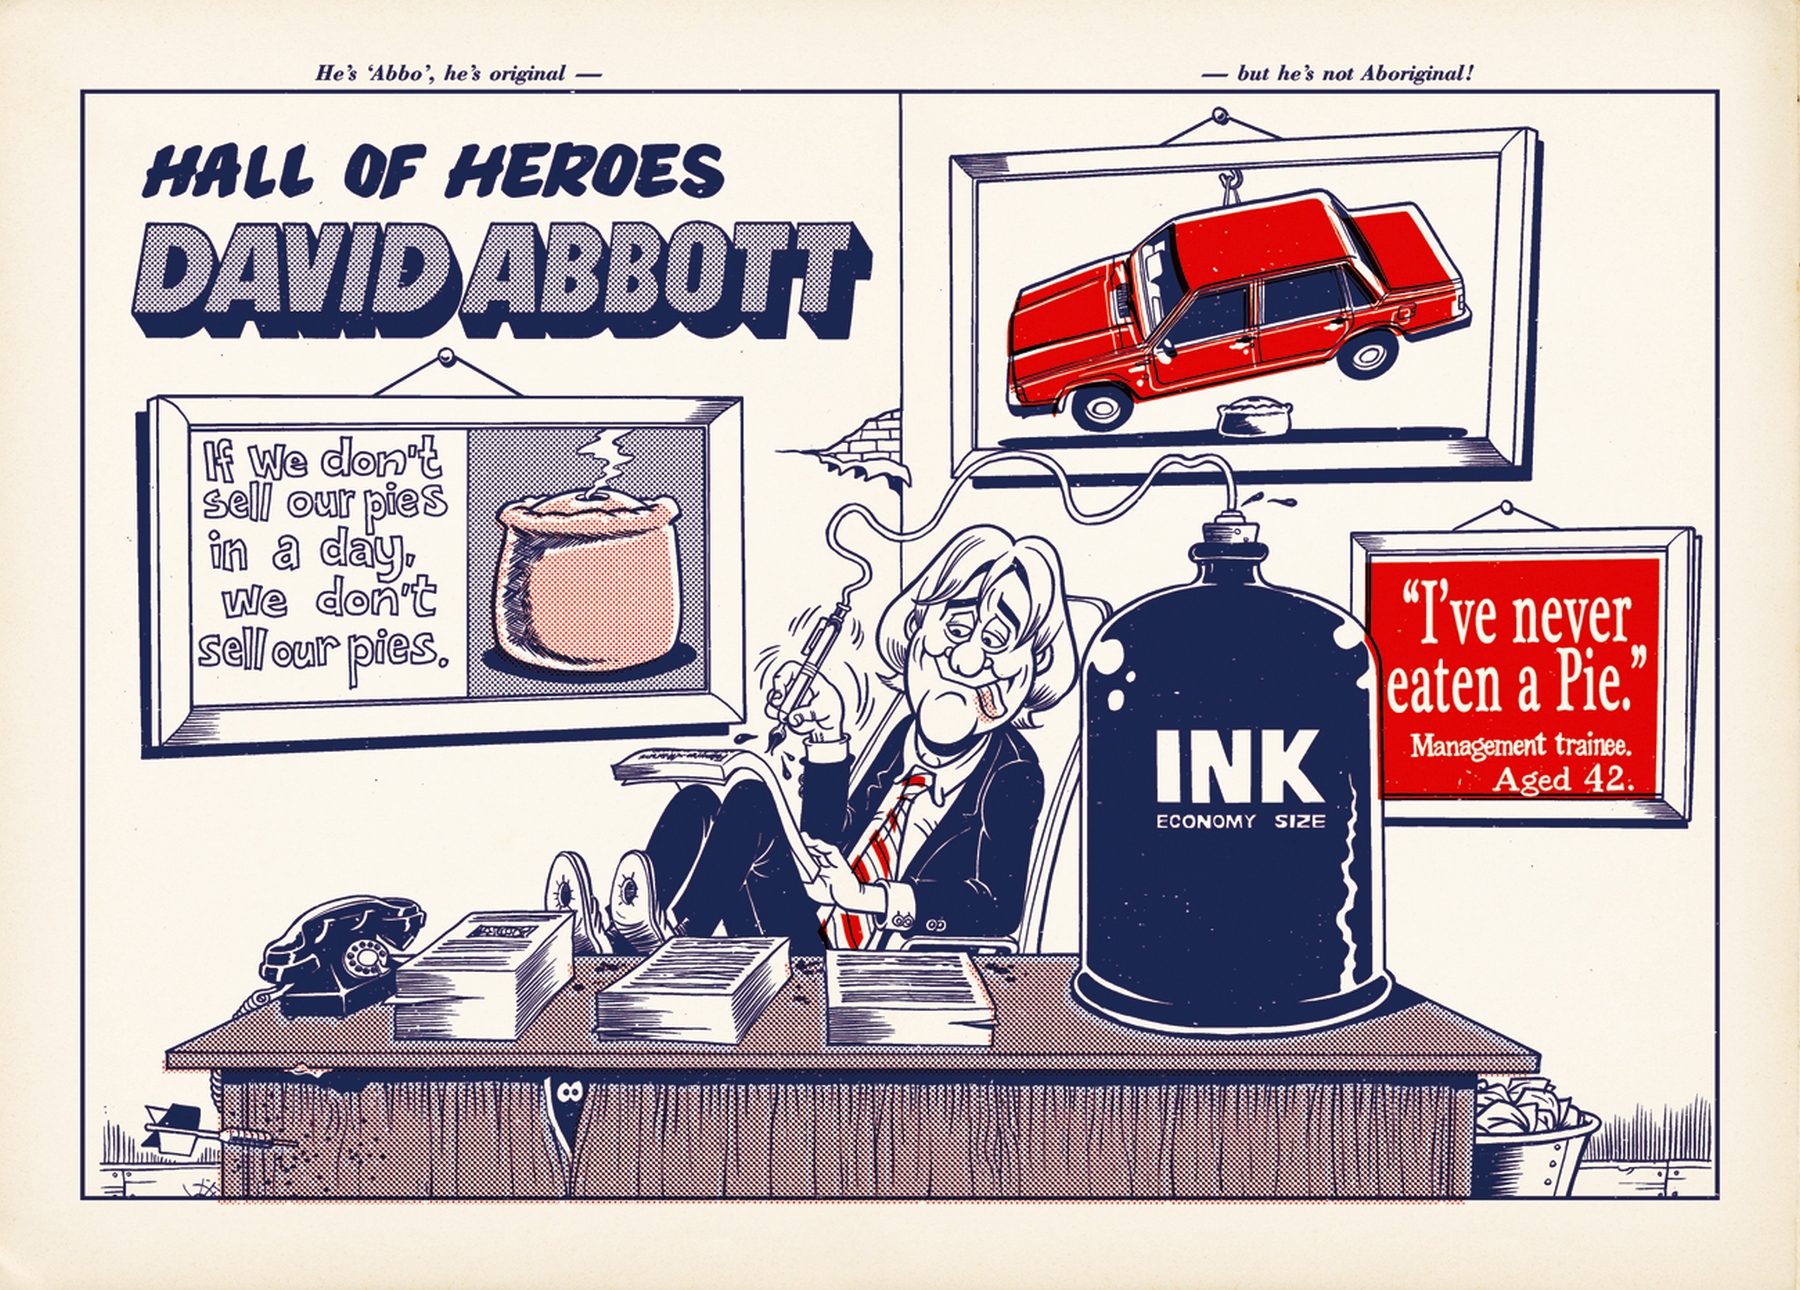 He's 'Abbo', he's original —
— but he's not Aboriginal!
HALL OF HEROES
DAVID ABBOTT
If we don't
sell our pies
in a day,
we don't
sell our pies.
"I've never
eaten a Pie."
Management trainee.
Aged 42.
INK
ECONOMY SIZE